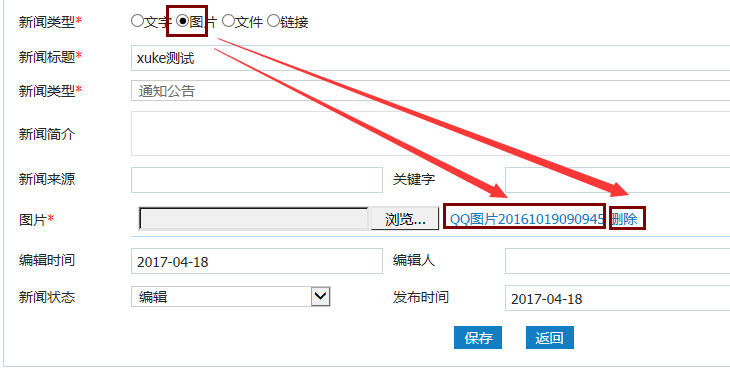 新闻类型* 文字 图片 文件 链接
新闻标题* xuke测试
新闻类型* 通知公告
新闻简介
新闻来源 关键字
图片* 浏览... QQ图片20161019090945 删除
编辑时间 2017-04-18 编辑人
新闻状态 编辑 发布时间 2017-04-18
保存 返回